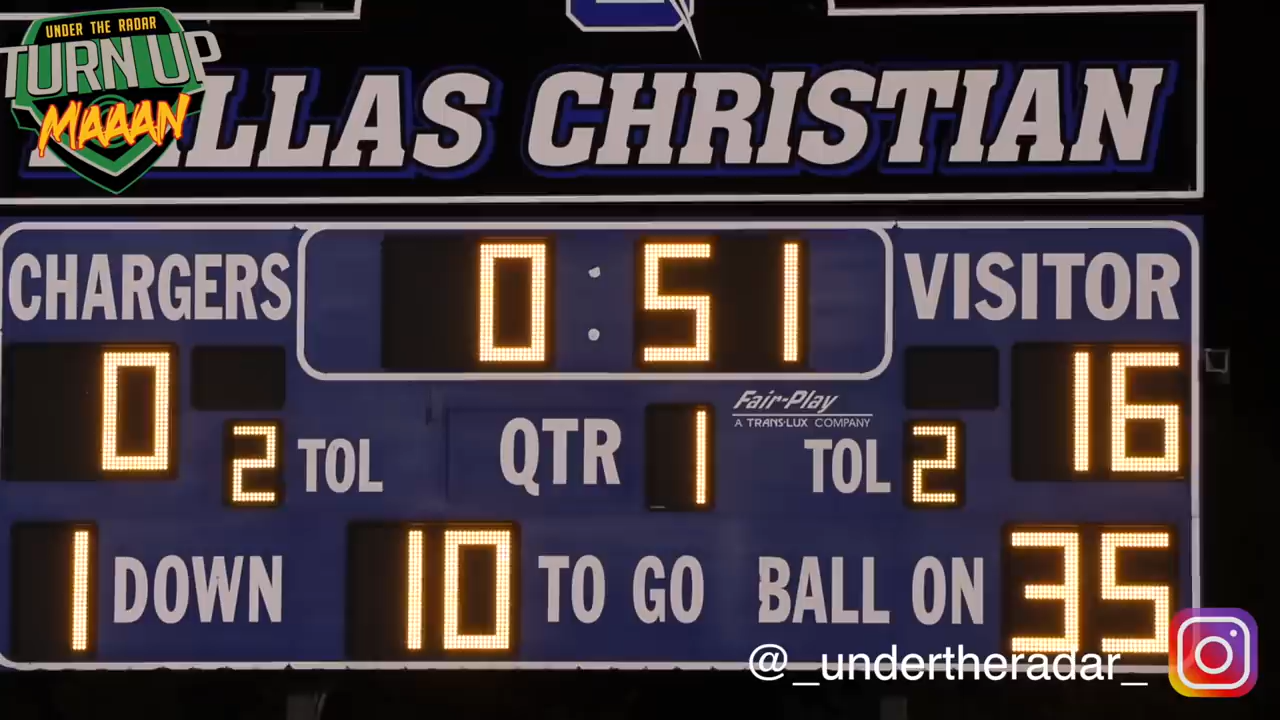 UNDER THE RADAR
TURN UP
MAAAN
LLAS CHRISTIAN
CHARGERS 0:51 VISITOR
0 16
Fair-Play
A TRANS-LUX COMPANY
2 TOL QTR 1 TOL 2
1 DOWN 10 TO GO BALL ON 35
@_undertheradar_